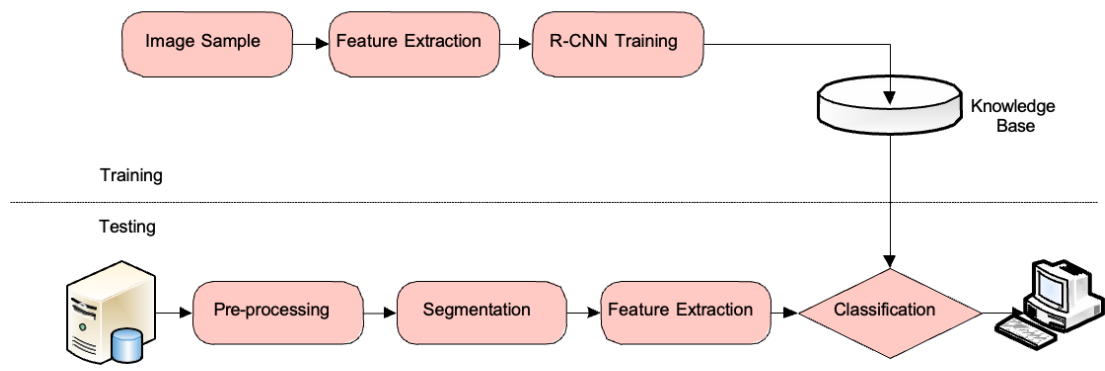 Image Sample
Feature Extraction
R-CNN Training
Knowledge
Base
Training
Testing
Pre-processing
Segmentation
Feature Extraction
Classification